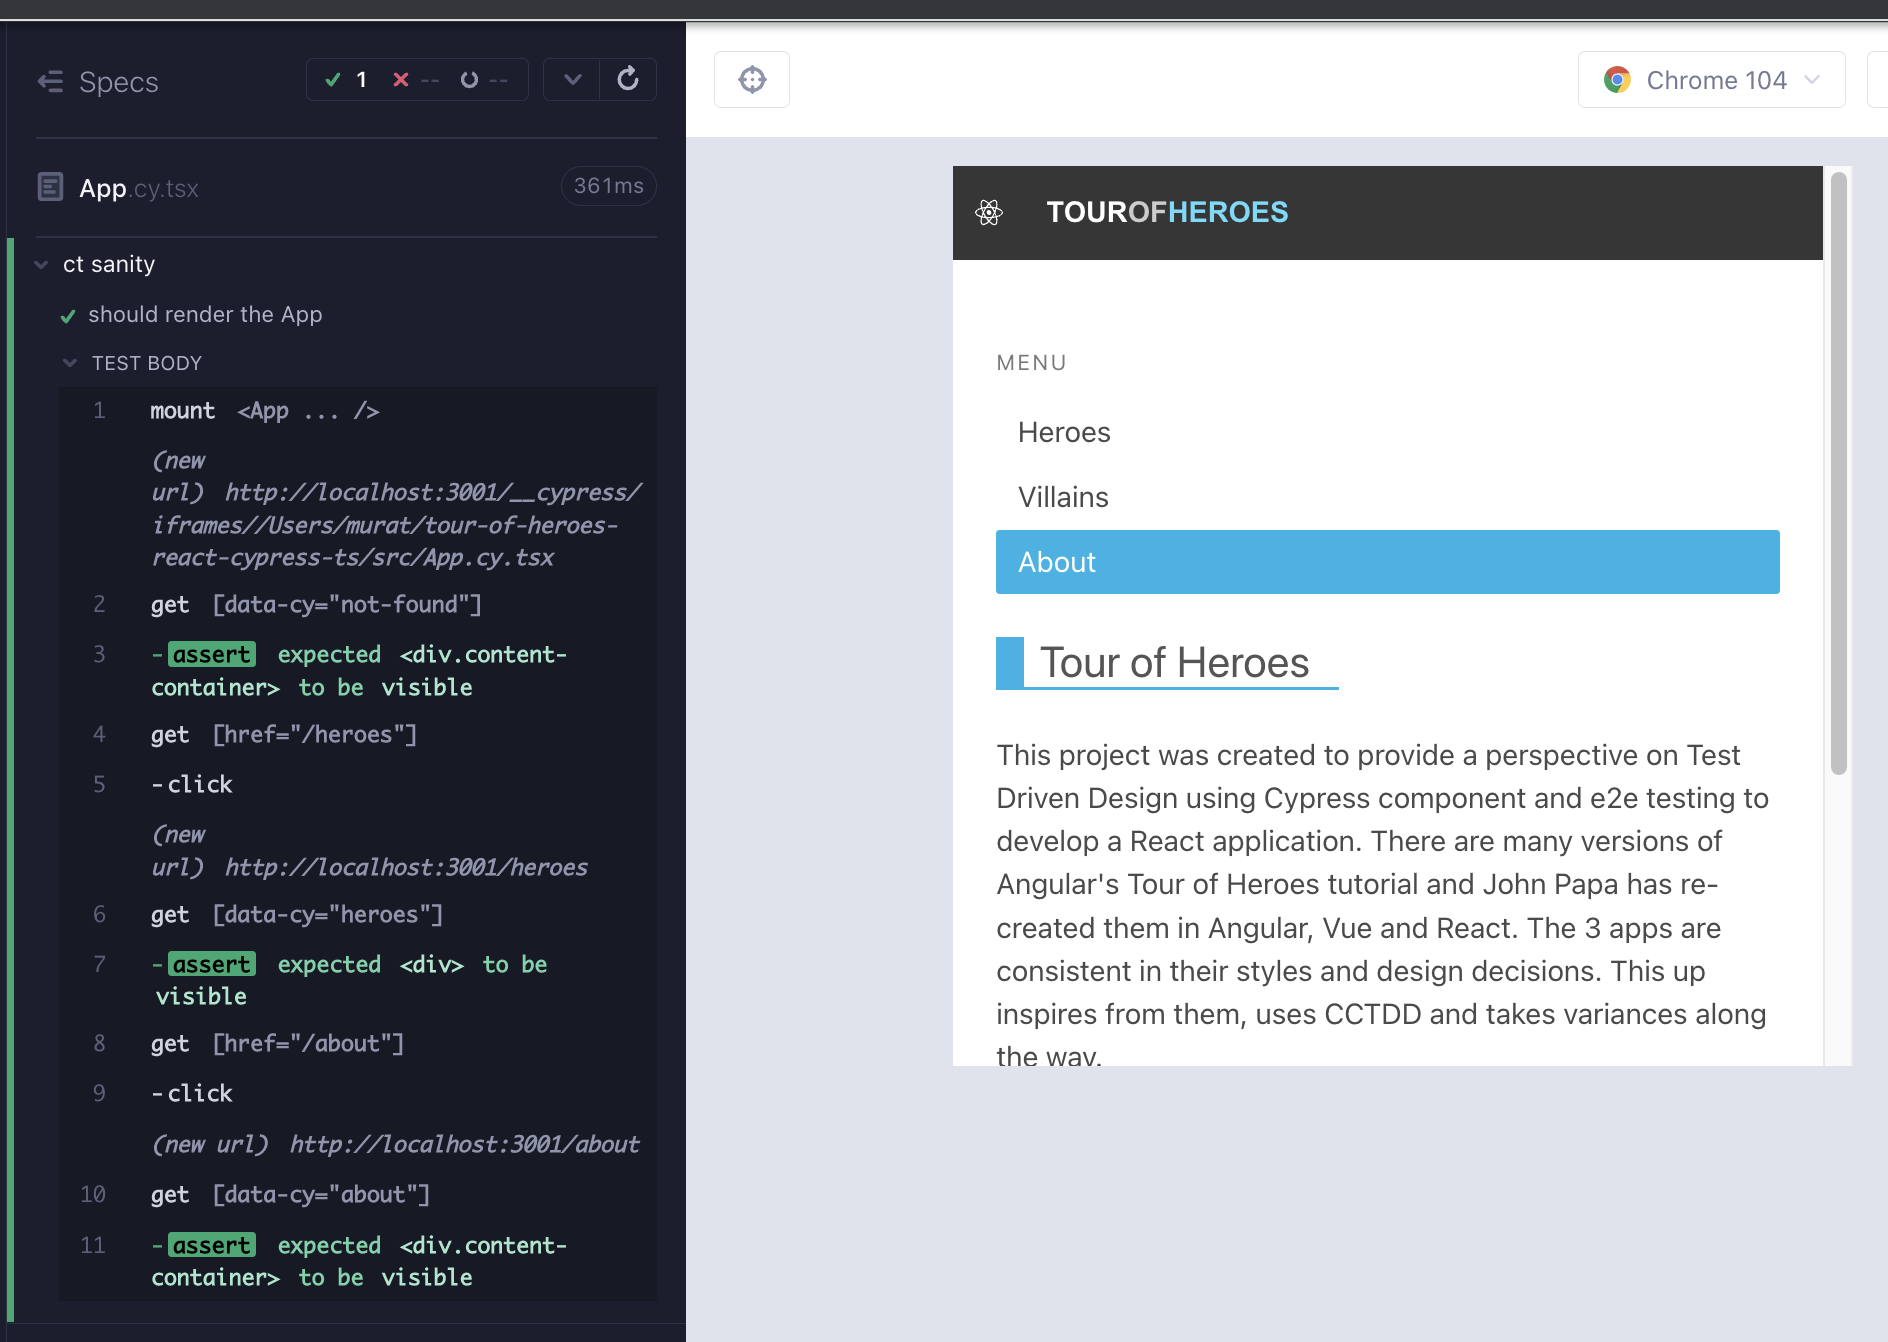 Specs
1
--
--
App.cy.tsx
361ms
ct sanity
should render the App
TEST BODY
1 mount <App ... />
(new
url) http://localhost:3001/__cypress/
iframes//Users/murat/tour-of-heroes-
react-cypress-ts/src/App.cy.tsx
2 get [data-cy="not-found"]
3 -assert expected <div.content-
container> to be visible
4 get [href="/heroes"]
5 -click
(new
url) http://localhost:3001/heroes
6 get [data-cy="heroes"]
7 -assert expected <div> to be
visible
8 get [href="/about"]
9 -click
(new url) http://localhost:3001/about
10 get [data-cy="about"]
11 -assert expected <div.content-
container> to be visible
Chrome 104
TOUROFHEROES
MENU
Heroes
Villains
About
Tour of Heroes
This project was created to provide a perspective on Test
Driven Design using Cypress component and e2e testing to
develop a React application. There are many versions of
Angular's Tour of Heroes tutorial and John Papa has re-
created them in Angular, Vue and React. The 3 apps are
consistent in their styles and design decisions. This up
inspires from them, uses CCTDD and takes variances along
the way.